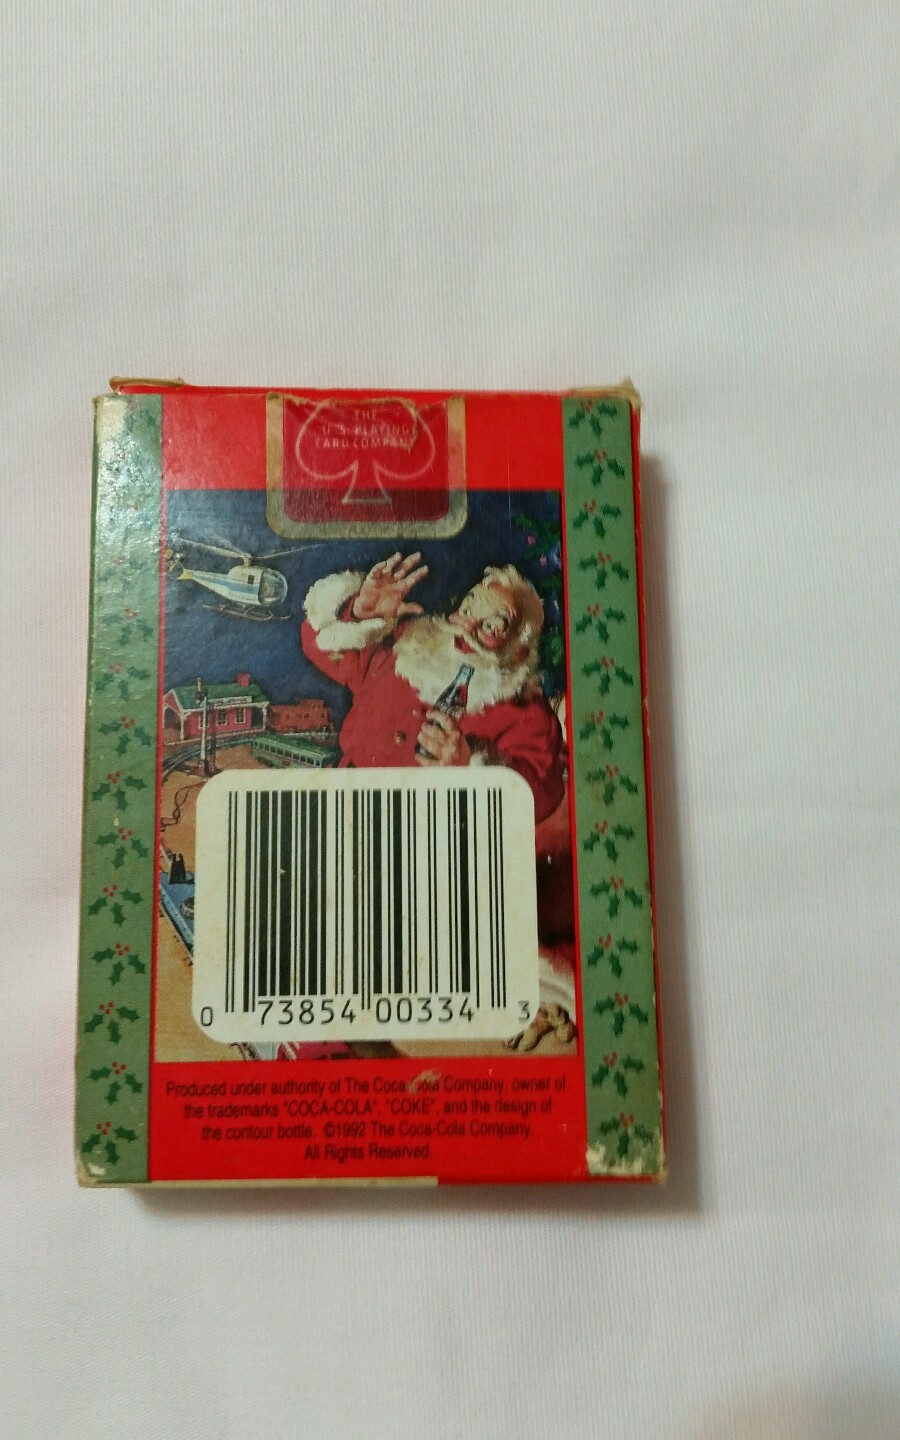 THE
U.S. PLAYING
CARD COMPANY
0 73854 00334 3
Produced under authority of The Coca-Cola Company, owner of
the trademarks "COCA-COLA", "COKE", and the design of
the contour bottle. ©1992 The Coca-Cola Company.
All Rights Reserved.